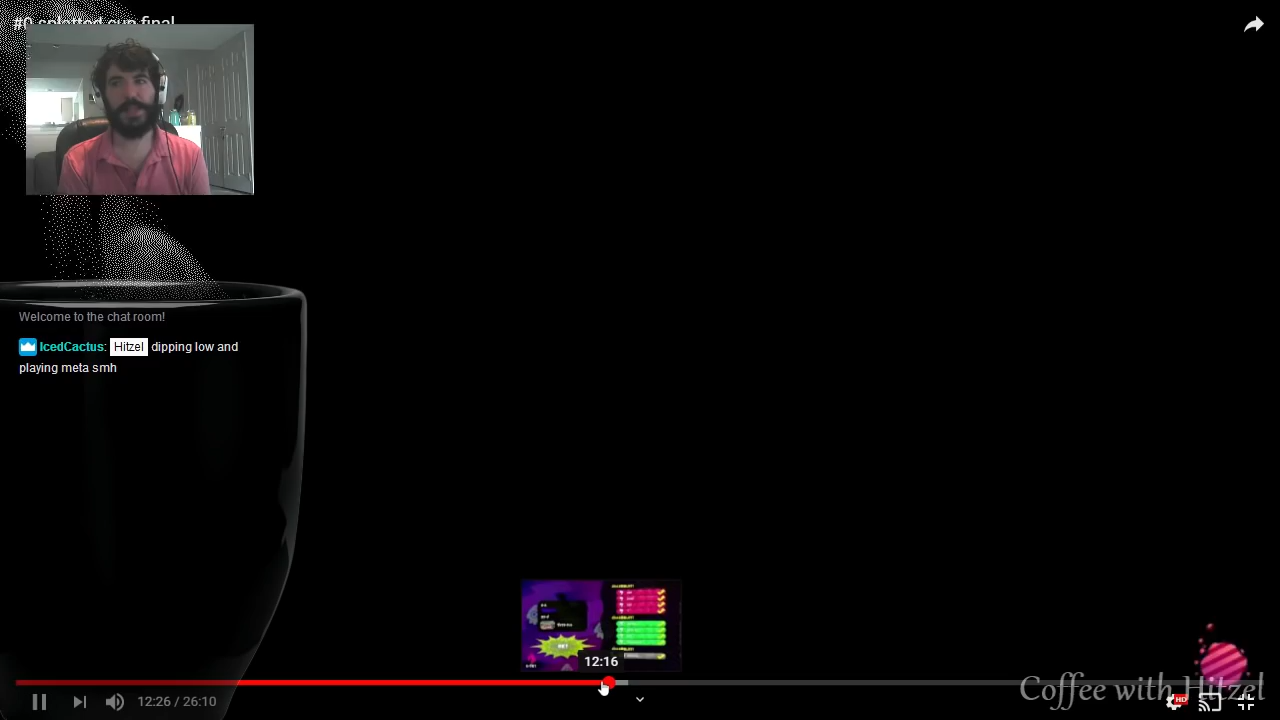 #0 splatted cup final
Welcome to the chat room!
IcedCactus: Hitzel dipping low and
playing meta smh
12:16
12:26 / 26:10
HD
Coffee with Hitzel